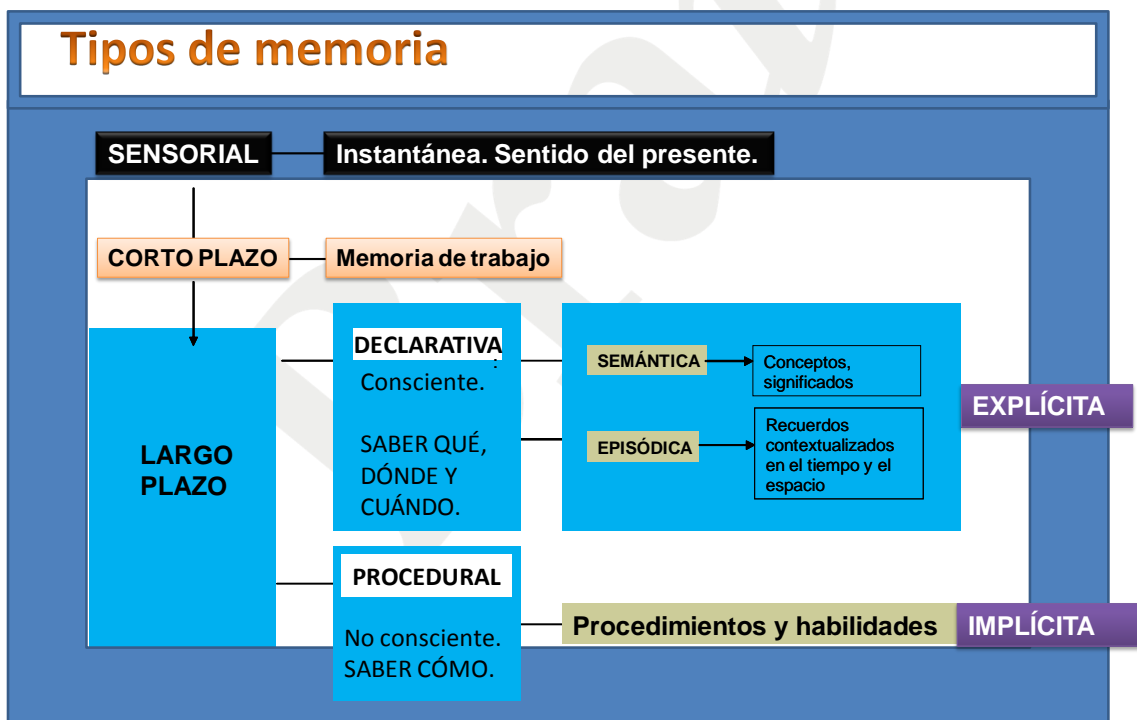 Tipos de memoria
SENSORIAL
Instantánea. Sentido del presente.
CORTO PLAZO
Memoria de trabajo
LARGO
PLAZO
DECLARATIVA
:
Consciente.
SABER QUÉ,
DÓNDE Y
CUÁNDO.
SEMÁNTICA
Conceptos,
significados
EPISÓDICA
Recuerdos
contextualizados
en el tiempo y el
espacio
EXPLÍCITA
PROCEDURAL
No consciente.
SABER CÓMO.
Procedimientos y habilidades
IMPLÍCITA